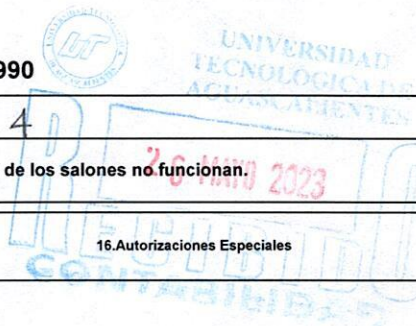 UT
UNIVERSIDAD
TECNOLOGICA DE
AGUASCALIENTES
990
4
de los salones no funcionan.
26 MAYO 2023
RECIBIDO
16.Autorizaciones Especiales
CONTABILIDAD